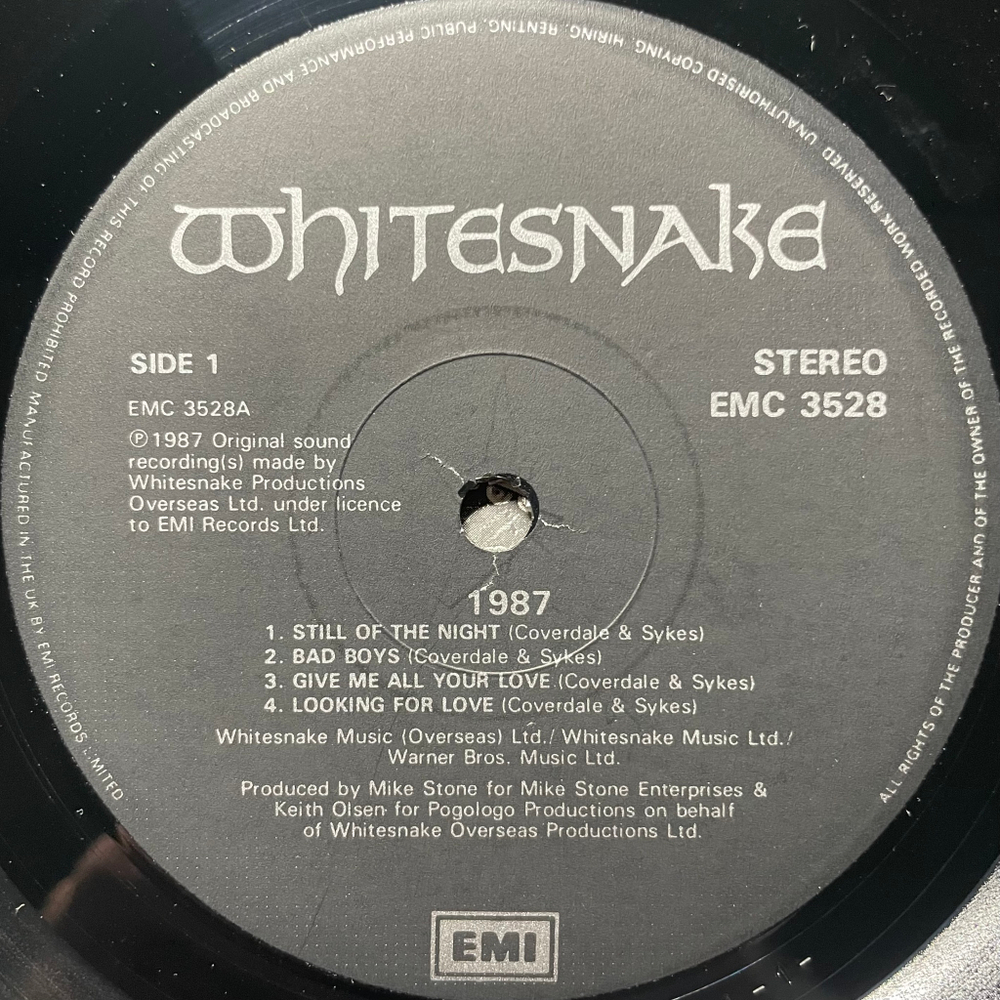 WHITESNAKE
SIDE 1
STEREO
EMC 3528A
EMC 3528
Ⓟ1987 Original sound
recording(s) made by
Whitesnake Productions
Overseas Ltd. under licence
to EMI Records Ltd.
1987
1. STILL OF THE NIGHT (Coverdale & Sykes)
2. BAD BOYS (Coverdale & Sykes)
3. GIVE ME ALL YOUR LOVE (Coverdale & Sykes)
4. LOOKING FOR LOVE (Coverdale & Sykes)
Whitesnake Music (Overseas) Ltd./Whitesnake Music Ltd./
Warner Bros. Music Ltd.
Produced by Mike Stone for Mike Stone Enterprises &
Keith Olsen for Pogologo Productions on behalf
of Whitesnake Overseas Productions Ltd.
EMI
ALL RIGHTS OF THE PRODUCER AND OF THE OWNER OF THE RECORDED WORK RESERVED. UNAUTHORISED COPYING, HIRING, RENTING, PUBLIC PERFORMANCE AND BROADCASTING OF THIS RECORD PROHIBITED. MANUFACTURED IN THE UK BY EMI RECORDS LIMITED